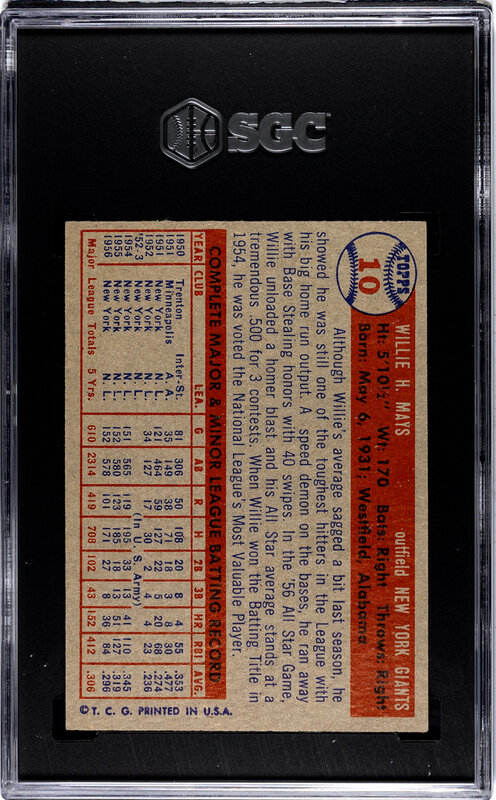 SGC
TOPPS
10
WILLIE H. MAYS outfield NEW YORK GIANTS
Ht: 5'10½" Wt: 170 Bats: Right Throws: Right
Born: May 6, 1931; Westfield, Alabama
Although Willie's average sagged a bit last season, he
showed he was still one of the toughest hitters in the League with
his big home run output. A speed demon on the bases, he ran away
with Base Stealing honors with 40 swipes. In the '56 All Star Game,
Willie unloaded a homer blast and his All Star average stands at a
tremendous .500 for 3 contests. When Willie won the Batting Title in
1954, he was voted the National League's Most Valuable Player.
COMPLETE MAJOR & MINOR LEAGUE BATTING RECORD
YEAR CLUB LEA. G AB R H 2B 3B HR RBI AVG.
1950 Trenton Inter-St. 81 306 50 108 20 8 4 55 .353
1951 Minneapolis A. A. 35 149 38 71 18 3 8 30 .477
1951 New York N. L. 121 464 59 127 22 5 20 68 .274
1952 New York N. L. 34 127 17 30 2 4 4 23 .236
'52-3 New York N. L. (In U. S. Army)
1954 New York N. L. 151 565 119 195 33 13 41 110 .345
1955 New York N. L. 152 580 123 185 18 13 51 127 .319
1956 New York N. L. 152 578 101 171 27 8 36 84 .296
Major League Totals 5 Yrs. 610 2314 419 708 102 43 152 412 .306
© T. C. G. PRINTED IN U.S.A.